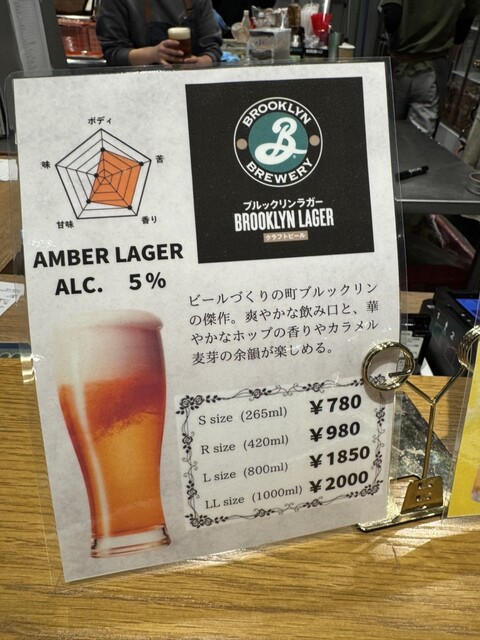 ボディ
味
苦
甘味
香り
BROOKLYN
B
BREWERY
ブルックリンラガー
BROOKLYN LAGER
クラフトビール
AMBER LAGER
ALC. 5%
ビールづくりの町ブルックリン
の傑作。爽やかな飲み口と、華
やかなホップの香りやカラメル
麦芽の余韻が楽しめる。
S size (265ml) ￥780
R size (420ml) ￥980
L size (800ml) ￥1850
LL size (1000ml) ￥2000